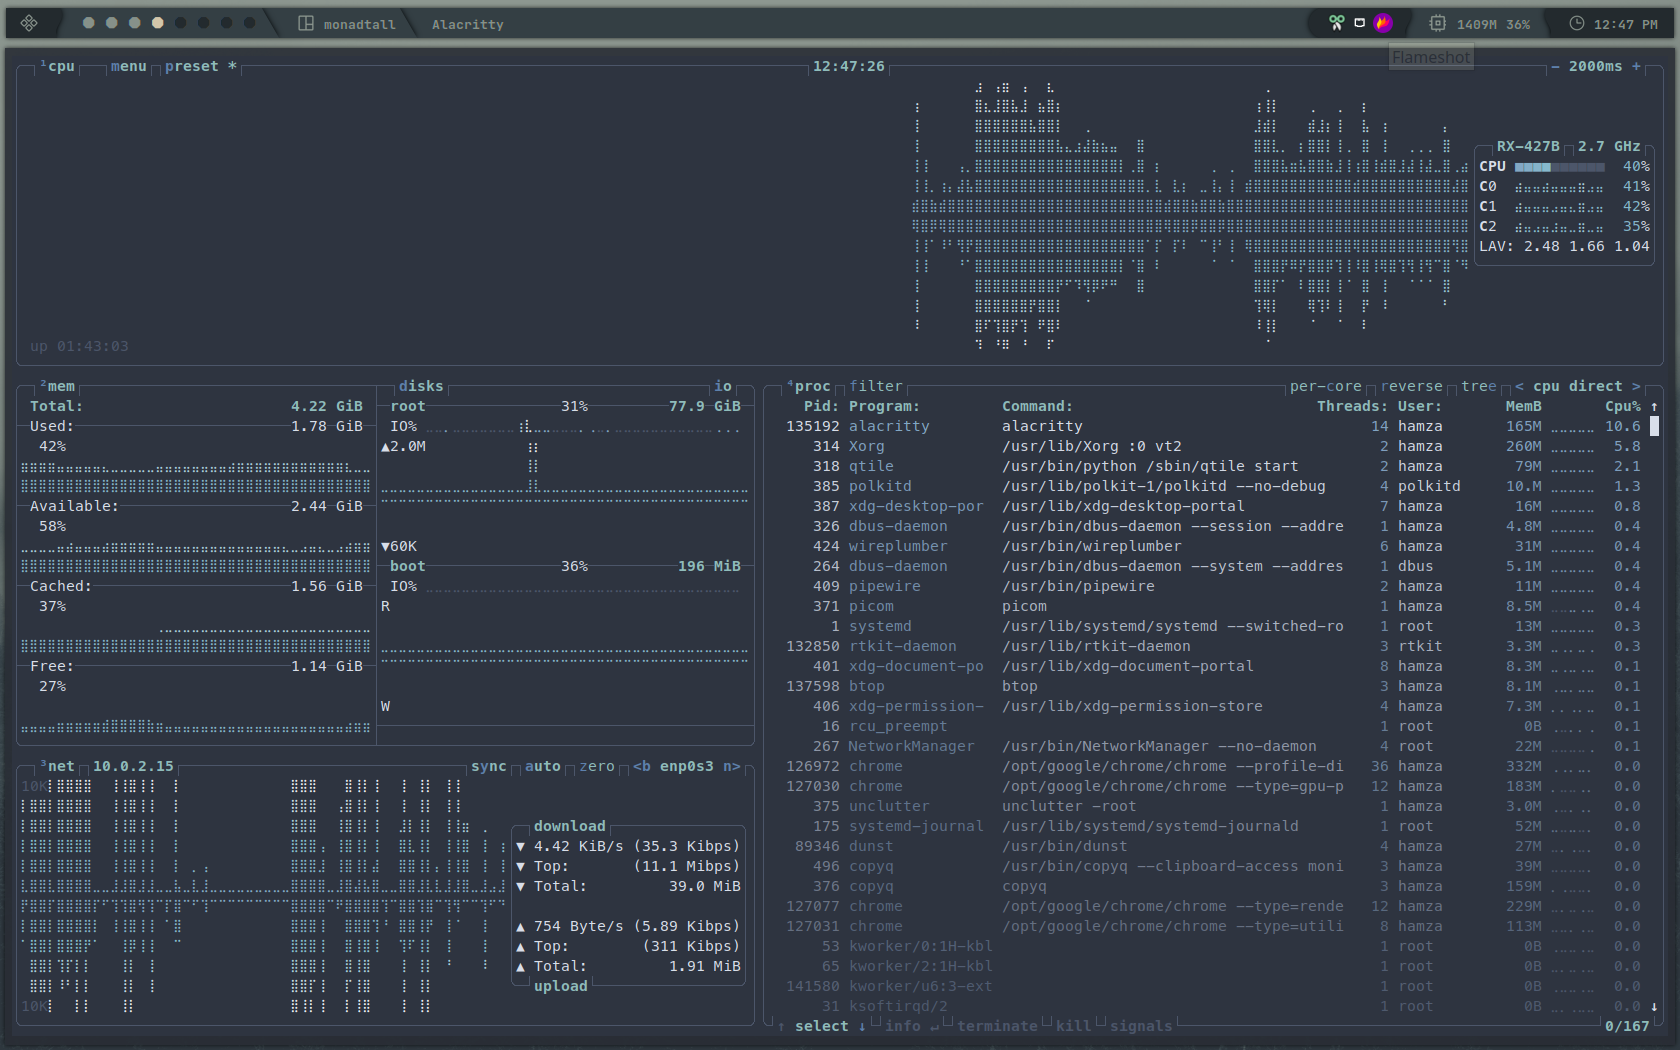 monadtall Alacritty 1409M 36% 12:47 PM
Flameshot
¹cpu menu preset * 12:47:26 - 2000ms +
RX-427B 2.7 GHz
CPU 40%
C0 41%
C1 42%
C2 35%
LAV: 2.48 1.66 1.04
up 01:43:03
²mem
Total: 4.22 GiB
Used: 1.78 GiB
42%
Available: 2.44 GiB
58%
Cached: 1.56 GiB
37%
Free: 1.14 GiB
27%
disks io
root 31% 77.9 GiB
IO%
▲2.0M
▼60K
boot 36% 196 MiB
IO%
R
W
³net 10.0.2.15 sync auto zero <b enp0s3 n>
10K
download
▼ 4.42 KiB/s (35.3 Kibps)
▼ Top: (11.1 Mibps)
▼ Total: 39.0 MiB
▲ 754 Byte/s (5.89 Kibps)
▲ Top: (311 Kibps)
▲ Total: 1.91 MiB
upload
10K
⁴proc filter per-core reverse tree < cpu direct >
Pid: Program: Command: Threads: User: MemB Cpu% ↑
135192 alacritty alacritty 14 hamza 165M 10.6
314 Xorg /usr/lib/Xorg :0 vt2 2 hamza 260M 5.8
318 qtile /usr/bin/python /sbin/qtile start 2 hamza 79M 2.1
385 polkitd /usr/lib/polkit-1/polkitd --no-debug 4 polkitd 10.M 1.3
387 xdg-desktop-por /usr/lib/xdg-desktop-portal 7 hamza 16M 0.8
326 dbus-daemon /usr/bin/dbus-daemon --session --addre 1 hamza 4.8M 0.4
424 wireplumber /usr/bin/wireplumber 6 hamza 31M 0.4
264 dbus-daemon /usr/bin/dbus-daemon --system --addres 1 dbus 5.1M 0.4
409 pipewire /usr/bin/pipewire 2 hamza 11M 0.4
371 picom picom 1 hamza 8.5M 0.4
1 systemd /usr/lib/systemd/systemd --switched-ro 1 root 13M 0.3
132850 rtkit-daemon /usr/lib/rtkit-daemon 3 rtkit 3.3M 0.3
401 xdg-document-po /usr/lib/xdg-document-portal 8 hamza 8.3M 0.1
137598 btop btop 3 hamza 8.1M 0.1
406 xdg-permission- /usr/lib/xdg-permission-store 4 hamza 7.3M 0.1
16 rcu_preempt 1 root 0B 0.1
267 NetworkManager /usr/bin/NetworkManager --no-daemon 4 root 22M 0.1
126972 chrome /opt/google/chrome/chrome --profile-di 36 hamza 332M 0.0
127030 chrome /opt/google/chrome/chrome --type=gpu-p 12 hamza 183M 0.0
375 unclutter unclutter -root 1 hamza 3.0M 0.0
175 systemd-journal /usr/lib/systemd/systemd-journald 1 root 52M 0.0
89346 dunst /usr/bin/dunst 4 hamza 27M 0.0
496 copyq /usr/bin/copyq --clipboard-access moni 3 hamza 39M 0.0
376 copyq copyq 3 hamza 159M 0.0
127077 chrome /opt/google/chrome/chrome --type=rende 12 hamza 229M 0.0
127031 chrome /opt/google/chrome/chrome --type=utili 8 hamza 113M 0.0
53 kworker/0:1H-kbl 1 root 0B 0.0
65 kworker/2:1H-kbl 1 root 0B 0.0
141580 kworker/u6:3-ext 1 root 0B 0.0
31 ksoftirqd/2 1 root 0B 0.0 ↓
↑ select ↓ info ↵ terminate kill signals 0/167